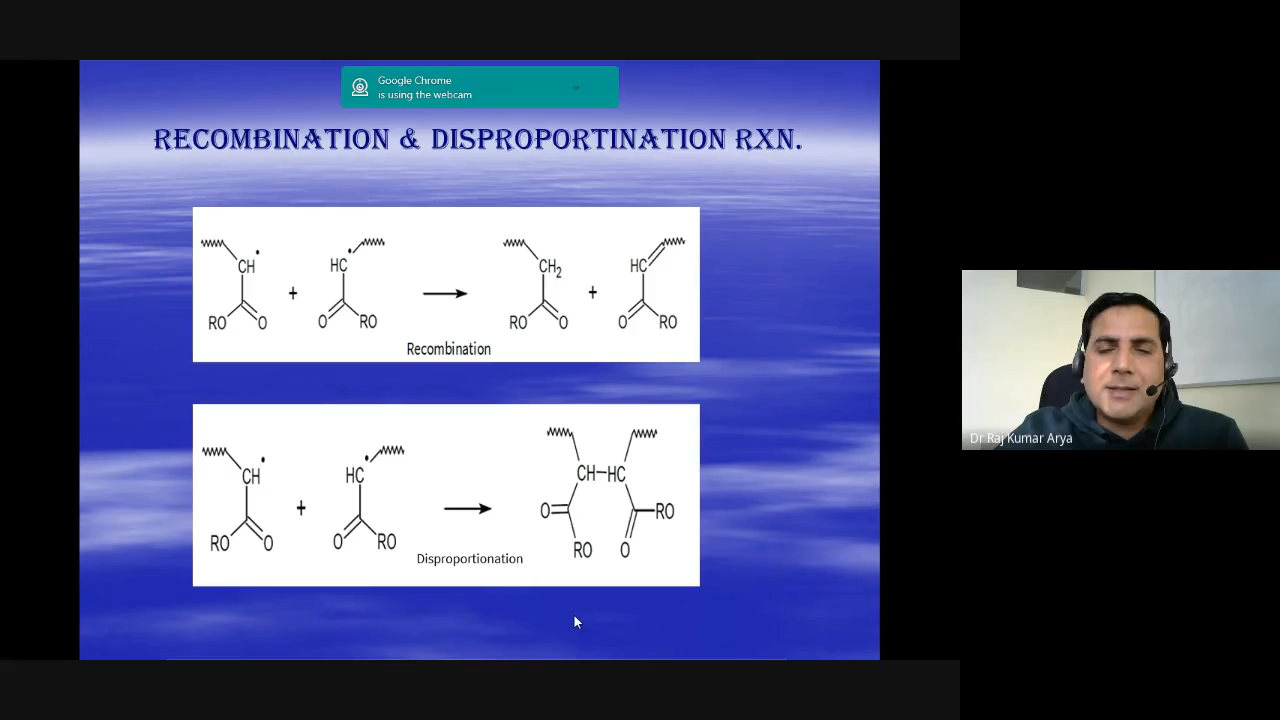 Google Chrome
is using the webcam
RECOMBINATION & DISPROPORTINATION RXN.
CH HC CH2 HC
+ +
RO O O RO RO O O RO
Recombination
CH HC CH HC
+ O RO
RO O O RO RO O
Disproportionation
Dr Raj Kumar Arya